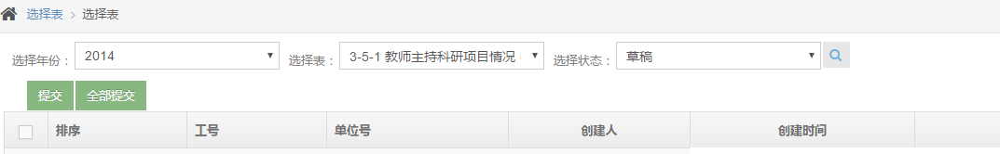 选择表 > 选择表
选择年份： 2014 选择表： 3-5-1 教师主持科研项目情况 选择状态： 草稿
提交 全部提交
排序 工号 单位号 创建人 创建时间